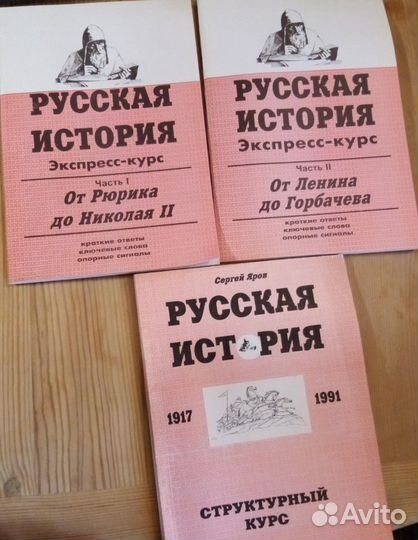 РУССКАЯ
ИСТОРИЯ
Экспресс-курс
Часть I
От Рюрика
до Николая II
краткие ответы
ключевые слова
опорные сигналы
РУССКАЯ
ИСТОРИЯ
Экспресс-курс
Часть II
От Ленина
до Горбачева
краткие ответы
ключевые слова
опорные сигналы
Сергей Яров
РУССКАЯ
ИСТОРИЯ
1917 1991
СТРУКТУРНЫЙ
КУРС
Avito